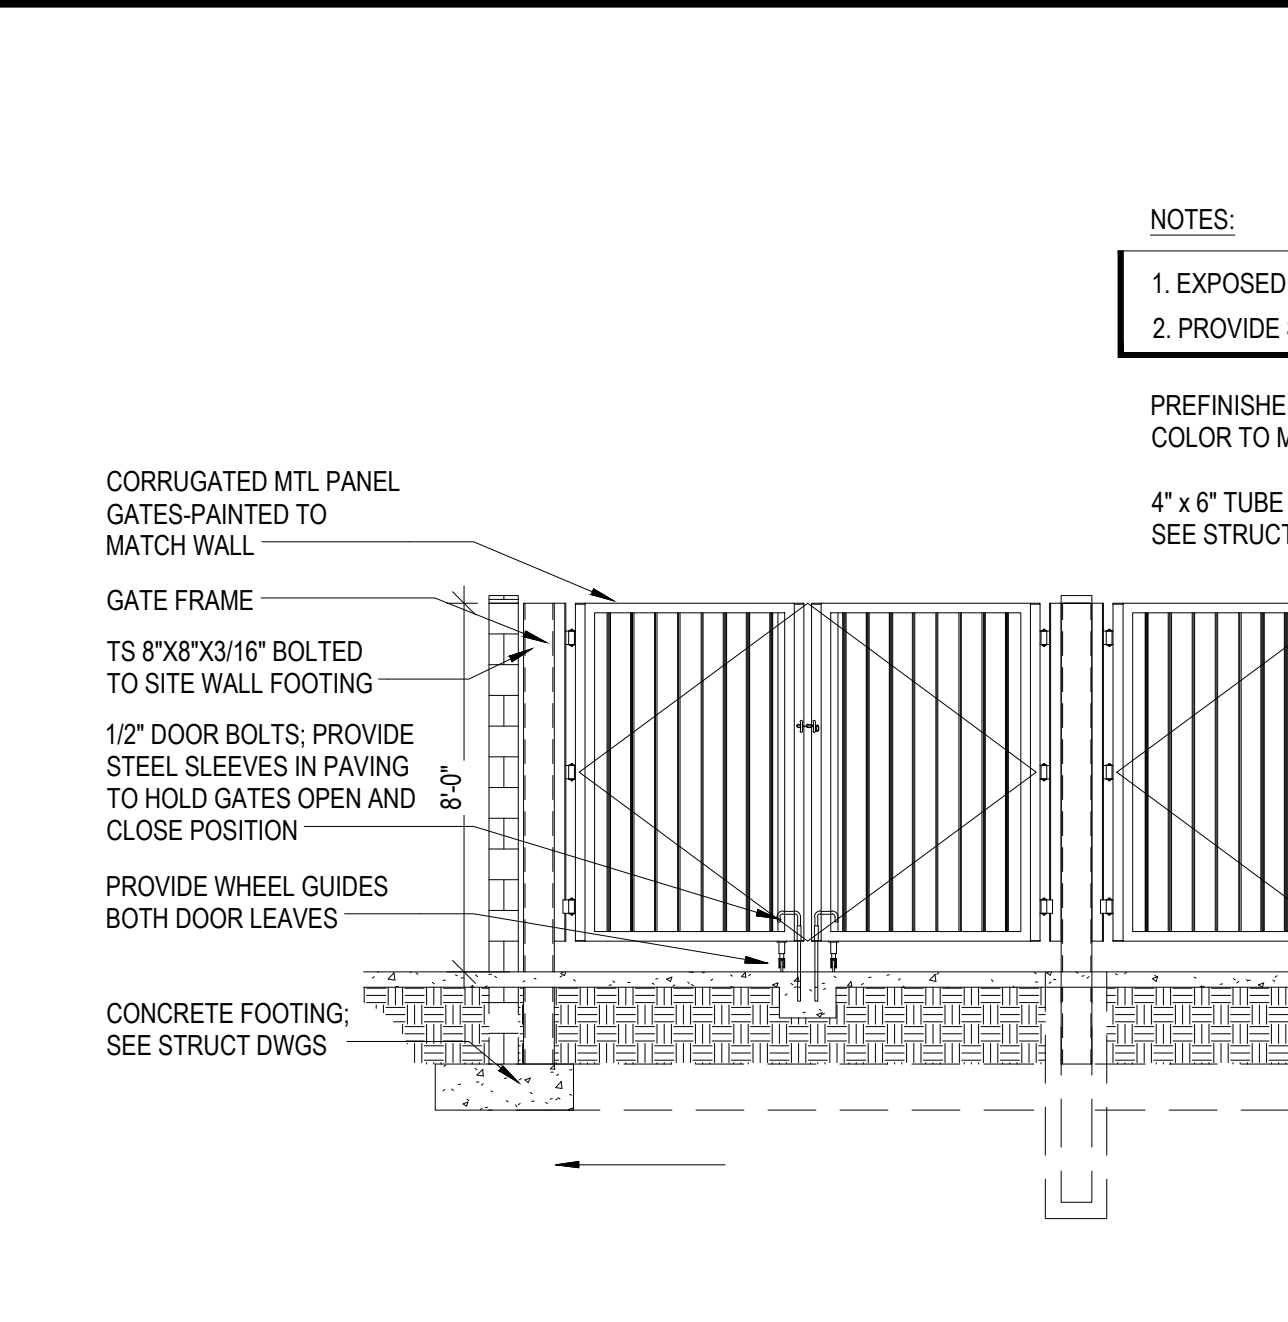 NOTES:
1. EXPOSED
2. PROVIDE
PREFINISHE
COLOR TO M
4" x 6" TUBE
SEE STRUCT
CORRUGATED MTL PANEL
GATES-PAINTED TO
MATCH WALL
GATE FRAME
TS 8"X8"X3/16" BOLTED
TO SITE WALL FOOTING
1/2" DOOR BOLTS; PROVIDE
STEEL SLEEVES IN PAVING
TO HOLD GATES OPEN AND
CLOSE POSITION
8'-0"
PROVIDE WHEEL GUIDES
BOTH DOOR LEAVES
CONCRETE FOOTING;
SEE STRUCT DWGS